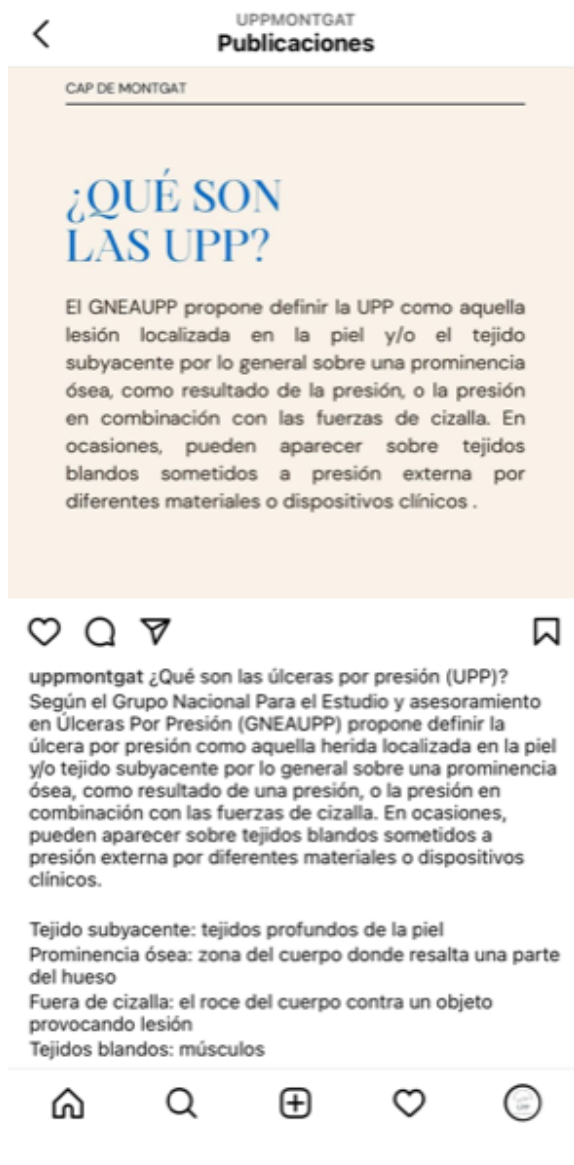 UPPMONTGAT
Publicaciones
CAP DE MONTGAT
¿QUÉ SON
LAS UPP?
El GNEAUPP propone definir la UPP como aquella
lesión localizada en la piel y/o el tejido
subyacente por lo general sobre una prominencia
ósea, como resultado de la presión, o la presión
en combinación con las fuerzas de cizalla. En
ocasiones, pueden aparecer sobre tejidos
blandos sometidos a presión externa por
diferentes materiales o dispositivos clínicos .
uppmontgat ¿Qué son las úlceras por presión (UPP)?
Según el Grupo Nacional Para el Estudio y asesoramiento
en Úlceras Por Presión (GNEAUPP) propone definir la
úlcera por presión como aquella herida localizada en la piel
y/o tejido subyacente por lo general sobre una prominencia
ósea, como resultado de una presión, o la presión en
combinación con las fuerzas de cizalla. En ocasiones,
pueden aparecer sobre tejidos blandos sometidos a
presión externa por diferentes materiales o dispositivos
clínicos.
Tejido subyacente: tejidos profundos de la piel
Prominencia ósea: zona del cuerpo donde resalta una parte
del hueso
Fuera de cizalla: el roce del cuerpo contra un objeto
provocando lesión
Tejidos blandos: músculos